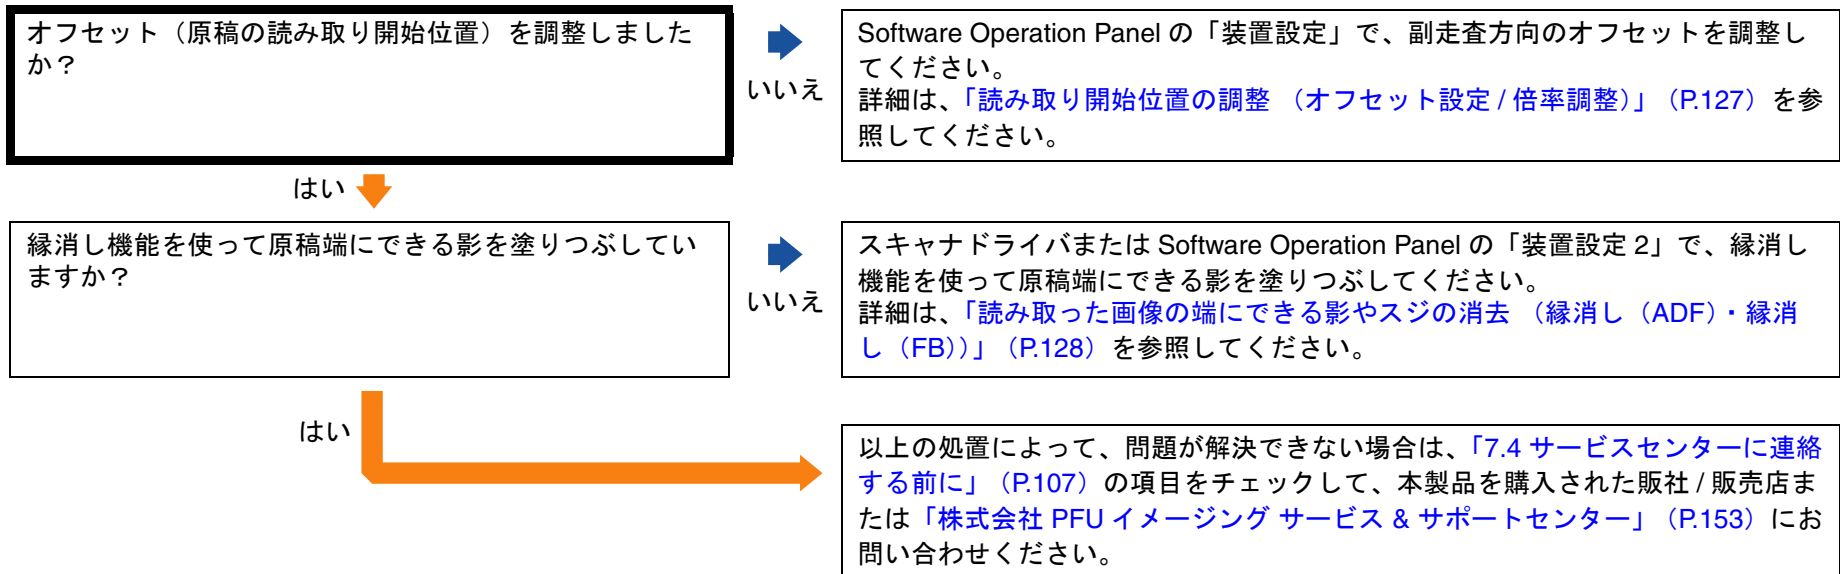 オフセット（原稿の読み取り開始位置）を調整しました
か？
いいえ
Software Operation Panel の「装置設定」で、副走査方向のオフセットを調整し
てください。
詳細は、「読み取り開始位置の調整 （オフセット設定 / 倍率調整）」（P.127）を参
照してください。
はい
縁消し機能を使って原稿端にできる影を塗りつぶしてい
ますか？
いいえ
スキャナドライバまたは Software Operation Panel の「装置設定 2」で、縁消し
機能を使って原稿端にできる影を塗りつぶしてください。
詳細は、「読み取った画像の端にできる影やスジの消去 （縁消し（ADF）・縁消
し（FB））」（P.128）を参照してください。
はい
以上の処置によって、問題が解決できない場合は、「7.4 サービスセンターに連絡
する前に」（P.107）の項目をチェックして、本製品を購入された販社 / 販売店ま
たは「株式会社 PFU イメージング サービス & サポートセンター」（P.153）にお
問い合わせください。